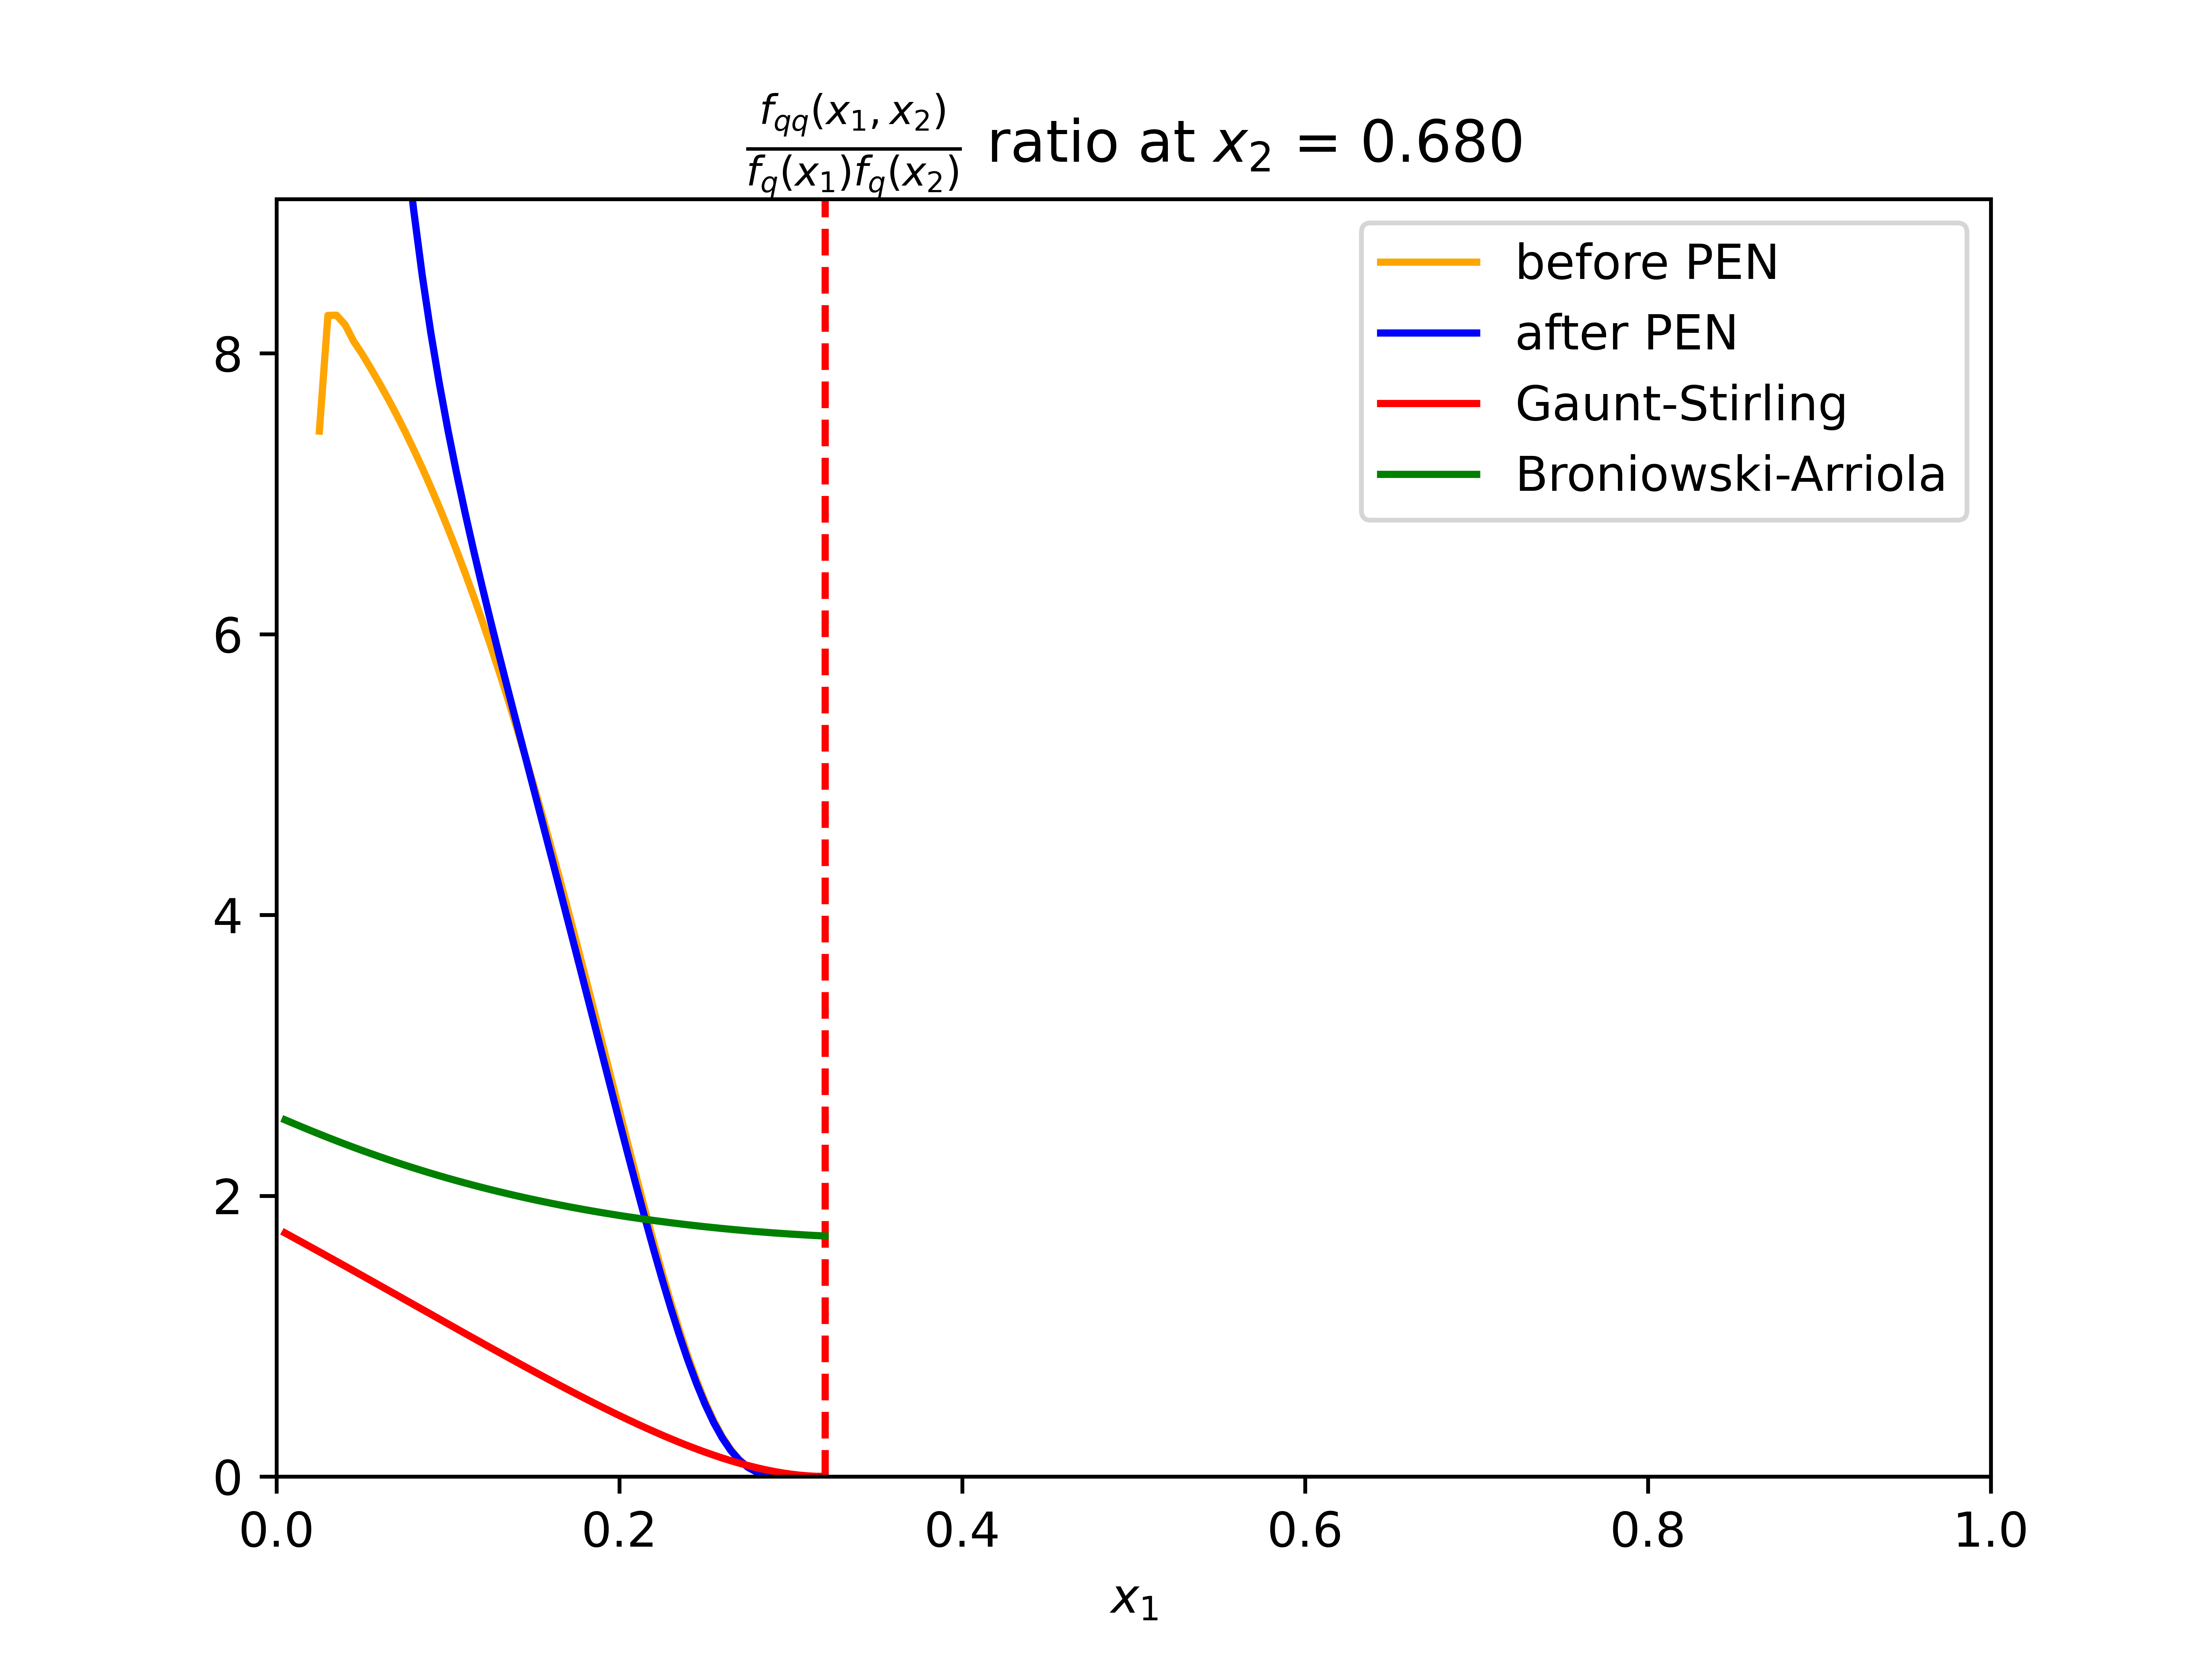 f_qq(x_1, x_2)
f_q(x_1)f_q(x_2)
ratio at x_2 = 0.680
before PEN
after PEN
Gaunt-Stirling
Broniowski-Arriola
8
6
4
2
0
0.0 0.2 0.4 0.6 0.8 1.0
x_1